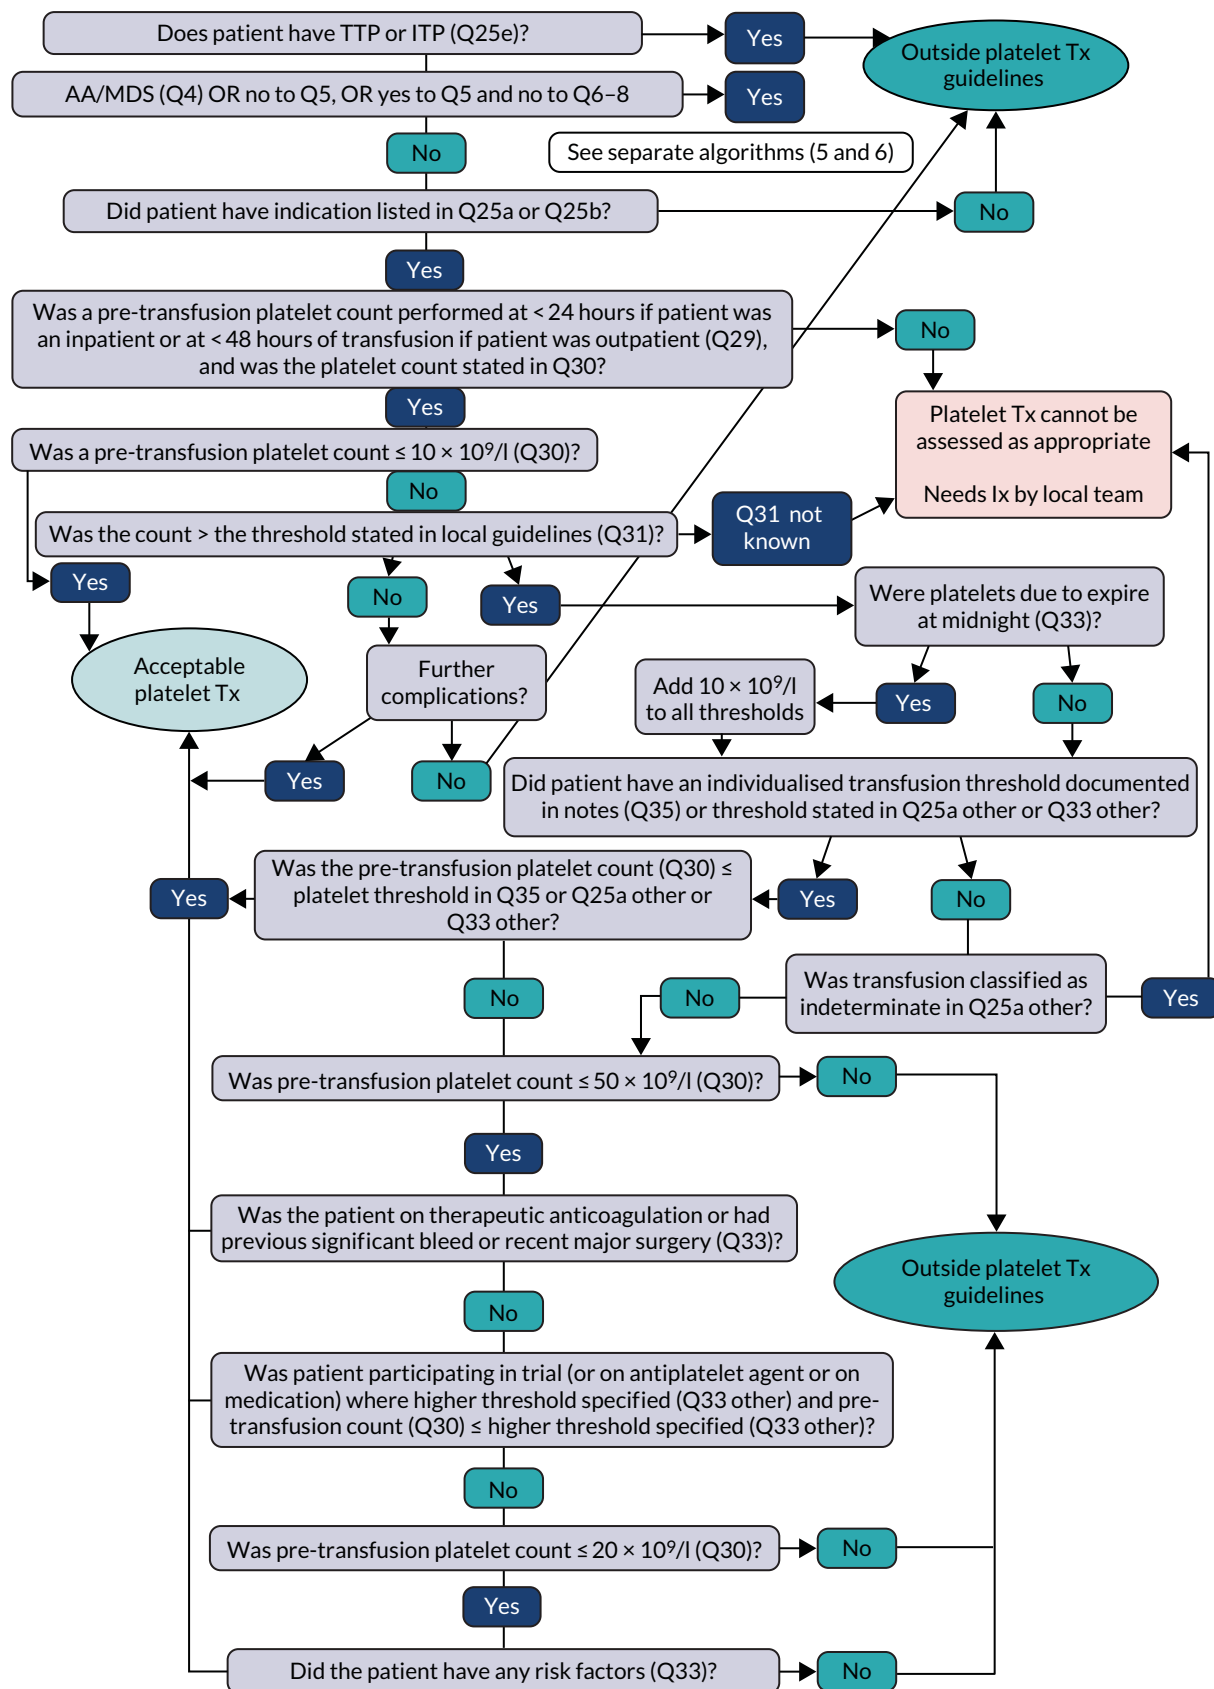 Does patient have TTP or ITP (Q25e)?
Yes
Outside platelet Tx
guidelines
AA/MDS (Q4) OR no to Q5, OR yes to Q5 and no to Q6–8
Yes
No
See separate algorithms (5 and 6)
Did patient have indication listed in Q25a or Q25b?
No
Yes
Was a pre-transfusion platelet count performed at < 24 hours if patient was
an inpatient or at < 48 hours of transfusion if patient was outpatient (Q29),
and was the platelet count stated in Q30?
No
Yes
Platelet Tx cannot be
assessed as appropriate
Needs Ix by local team
Was a pre-transfusion platelet count ≤ 10 × 10⁹/l (Q30)?
No
Was the count > the threshold stated in local guidelines (Q31)?
Q31 not
known
Yes
No
Yes
Were platelets due to expire
at midnight (Q33)?
Acceptable
platelet Tx
Further
complications?
Add 10 × 10⁹/l
to all thresholds
Yes
No
Yes
No
Did patient have an individualised transfusion threshold documented
in notes (Q35) or threshold stated in Q25a other or Q33 other?
Was the pre-transfusion platelet count (Q30) ≤
platelet threshold in Q35 or Q25a other or
Q33 other?
Yes
Yes
No
No
No
Was transfusion classified as
indeterminate in Q25a other?
Yes
Was pre-transfusion platelet count ≤ 50 × 10⁹/l (Q30)?
No
Yes
Was the patient on therapeutic anticoagulation or had
previous significant bleed or recent major surgery (Q33)?
Outside platelet Tx
guidelines
No
Was patient participating in trial (or on antiplatelet agent or on
medication) where higher threshold specified (Q33 other) and pre-
transfusion count (Q30) ≤ higher threshold specified (Q33 other)?
No
Was pre-transfusion platelet count ≤ 20 × 10⁹/l (Q30)?
No
Yes
Did the patient have any risk factors (Q33)?
No